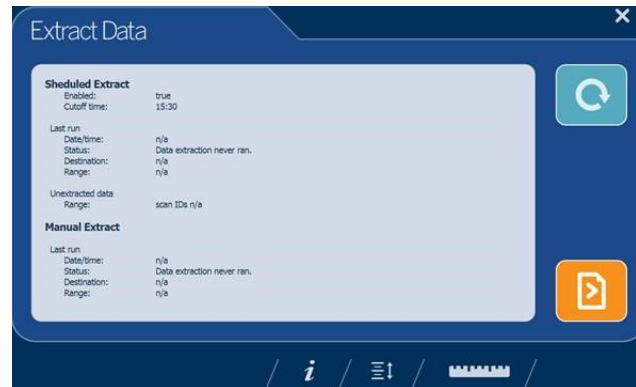 Extract Data
Sheduled Extract
Enabled: true
Cutoff time: 15:30
Last run
Date/time: n/a
Status: Data extraction never ran.
Destination: n/a
Range: n/a
Unextracted data
Range: scan IDs n/a
Manual Extract
Last run
Date/time: n/a
Status: Data extraction never ran.
Destination: n/a
Range: n/a